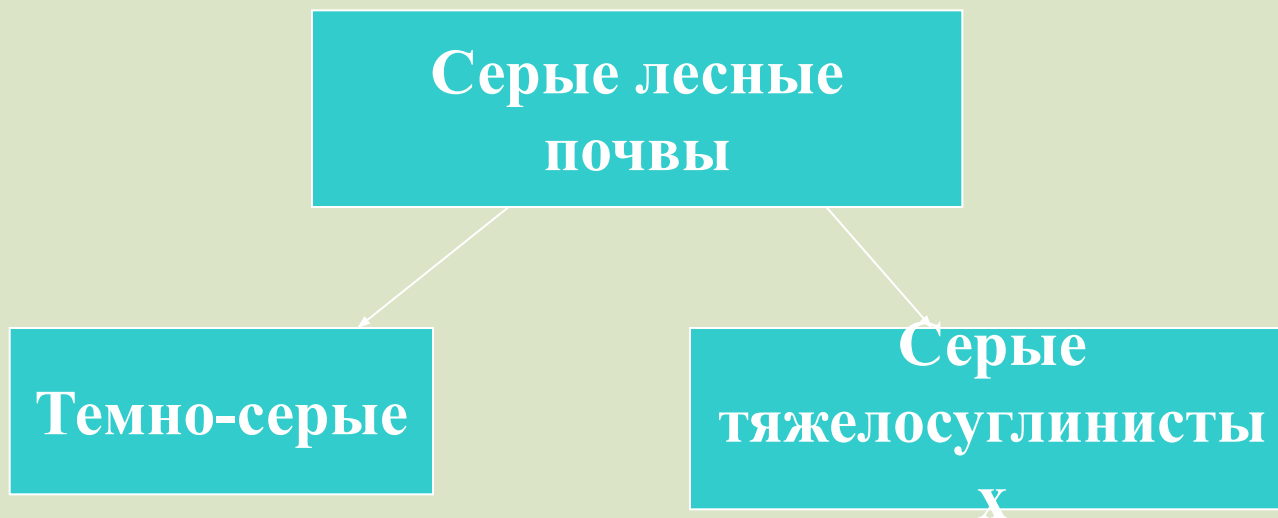 Серые лесные
почвы
Темно-серые
Серые
тяжелосуглинисты
х